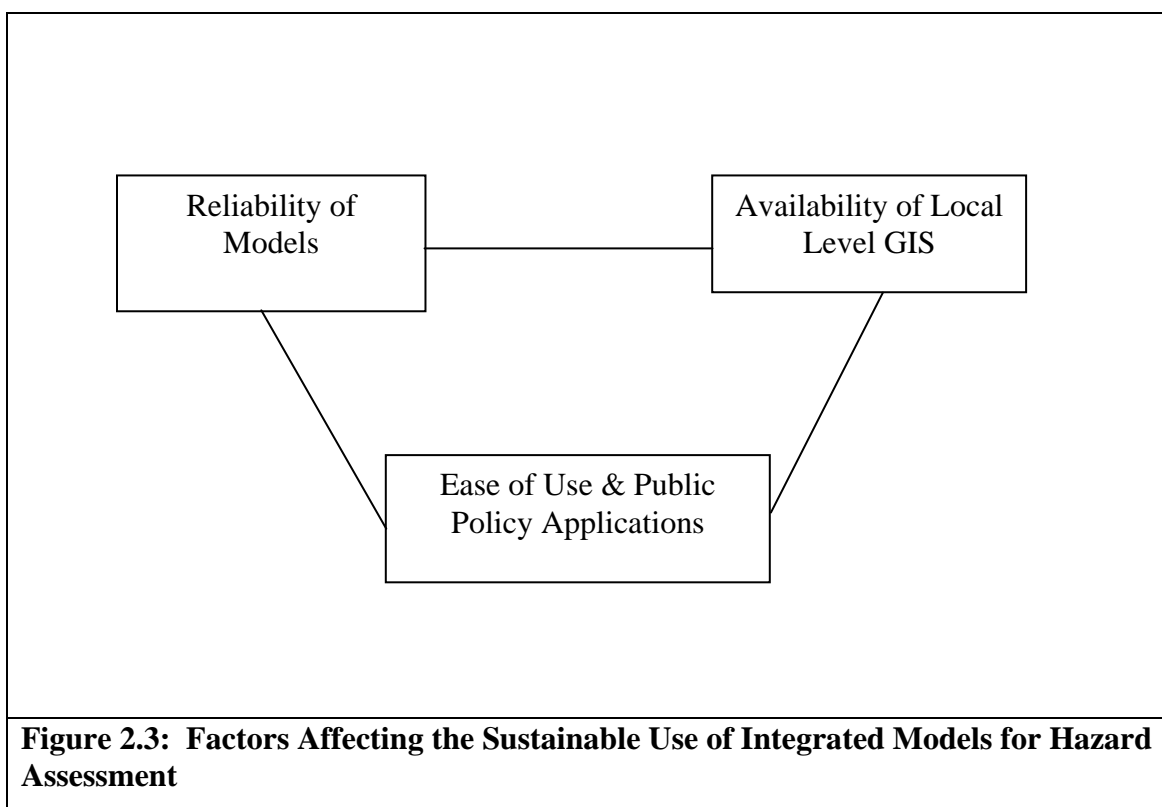 Reliability of
Models
Availability of Local
Level GIS
Ease of Use & Public
Policy Applications
Figure 2.3: Factors Affecting the Sustainable Use of Integrated Models for Hazard
Assessment